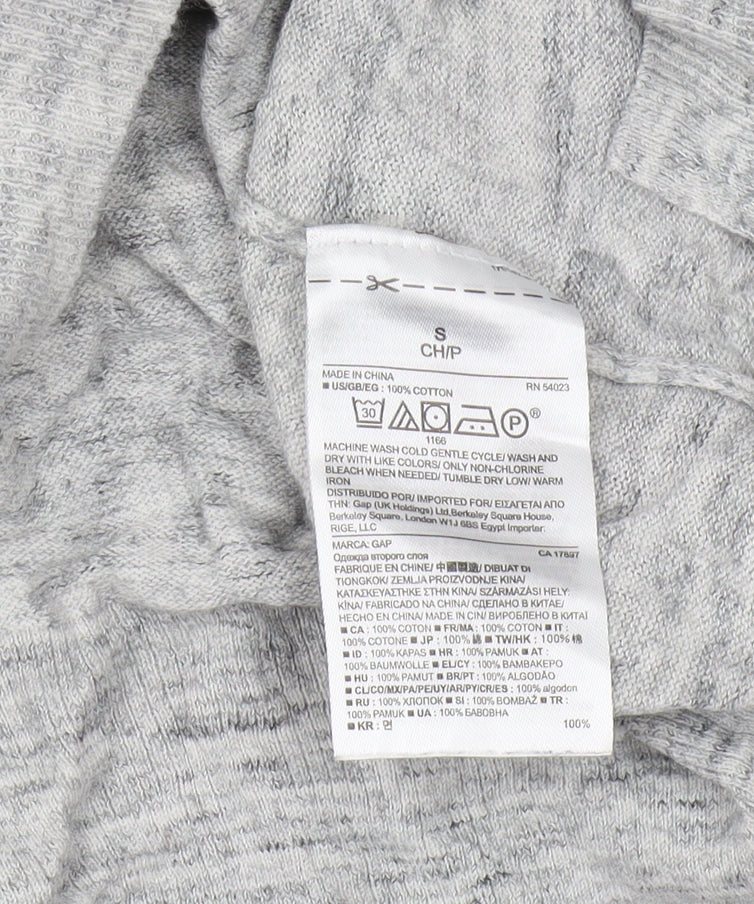 S
CH/P
MADE IN CHINA RN 54023
■ US/GB/EG : 100% COTTON
30 P ®
1166
MACHINE WASH COLD GENTLE CYCLE/ WASH AND
DRY WITH LIKE COLORS/ ONLY NON-CHLORINE
BLEACH WHEN NEEDED/ TUMBLE DRY LOW/ WARM
IRON
DISTRIBUIDO POR/ IMPORTED FOR/ ΕΙΣΑΓΕΤΑΙ ΑΠΟ
ΤΗΝ: Gap (UK Holdings) Ltd,Berkeley Square House,
Berkeley Square, London W1J 6BS Egypt Importer:
RIGE, LLC
MARCA: GAP CA 17897
Одежда второго слоя
FABRIQUE EN CHINE/ 中國製造/ DIBUAT DI
TIONGKOK/ ZEMLJA PROIZVODNJE KINA/
ΚΑΤΑΣΚΕΥΑΣΤΗΚΕ ΣΤΗΝ ΚΙΝΑ/ SZÁRMAZÁSI HELY:
KÍNA/ FABRICADO NA CHINA/ СДЕЛАНО В КИТАЕ/
HECHO EN CHINA/ MADE IN CIN/ ВИРОБЛЕНО В КИТАЇ
■ CA : 100% COTON ■ FR/MA : 100% COTON ■ IT :
100% COTONE ■ JP : 100% 綿 ■ TW/HK : 100% 棉
■ ID : 100% KAPAS ■ HR : 100% PAMUK ■ AT :
100% BAUMWOLLE ■ EL/CY : 100% ΒΑΜΒΑΚΕΡΟ
■ HU : 100% PAMUT ■ BR/PT : 100% ALGODÃO
■ CL/CO/MX/PA/PE/UY/AR/PY/CR/ES : 100% algodon
■ RU : 100% ХЛОПОК ■ SI : 100% BOMBAŽ ■ TR :
100% PAMUK ■ UA : 100% БАВОВНА
■ KR : 면 100%